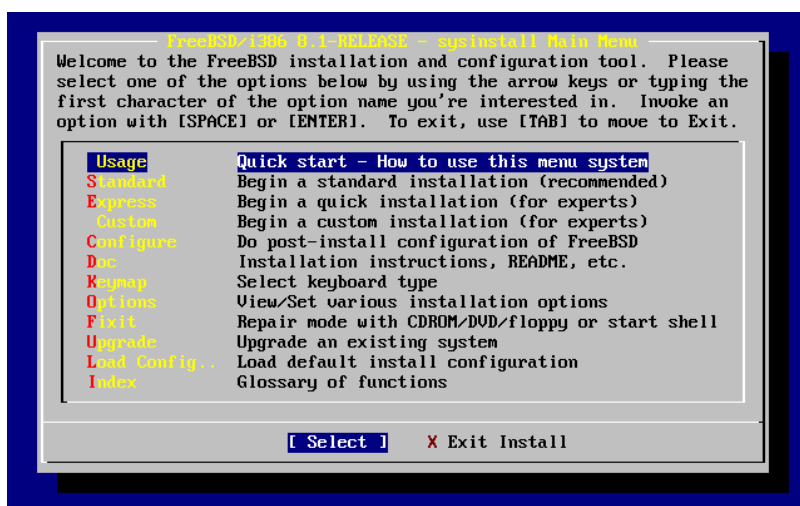 FreeBSD/i386 8.1-RELEASE - sysinstall Main Menu
Welcome to the FreeBSD installation and configuration tool.  Please
select one of the options below by using the arrow keys or typing the
first character of the option name you're interested in.  Invoke an
option with [SPACE] or [ENTER].  To exit, use [TAB] to move to Exit.
Usage Quick start - How to use this menu system
Standard Begin a standard installation (recommended)
Express Begin a quick installation (for experts)
Custom Begin a custom installation (for experts)
Configure Do post-install configuration of FreeBSD
Doc Installation instructions, README, etc.
Keymap Select keyboard type
Options View/Set various installation options
Fixit Repair mode with CDROM/DVD/floppy or start shell
Upgrade Upgrade an existing system
Load Config.. Load default install configuration
Index Glossary of functions
[ Select ] X Exit Install